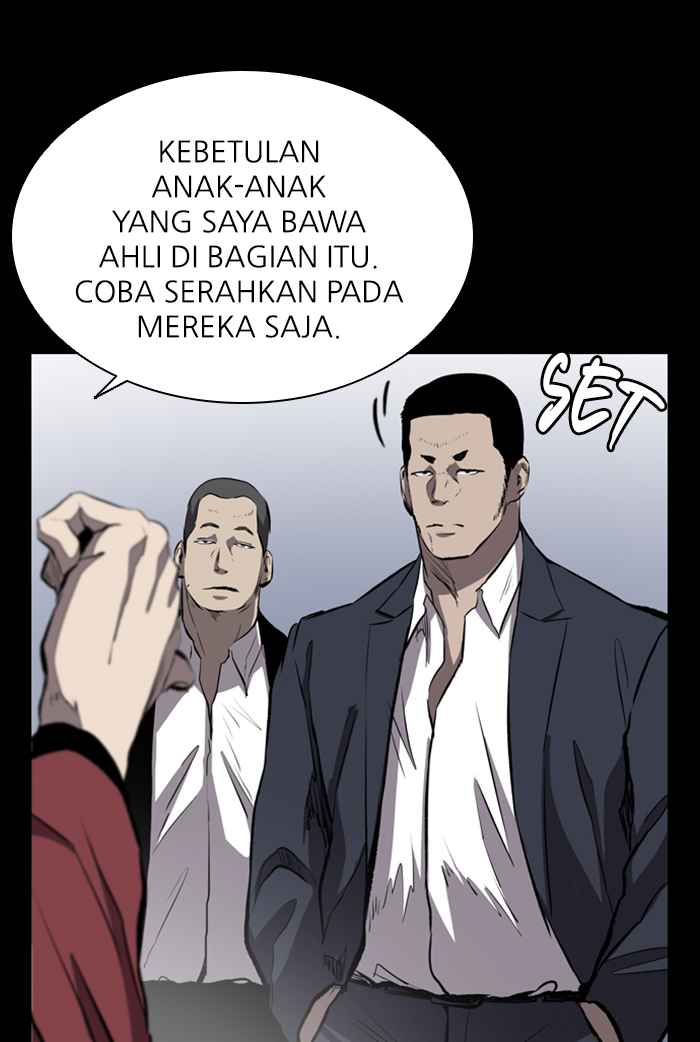 KEBETULAN
ANAK-ANAK
YANG SAYA BAWA
AHLI DI BAGIAN ITU.
COBA SERAHKAN PADA
MEREKA SAJA.
SET